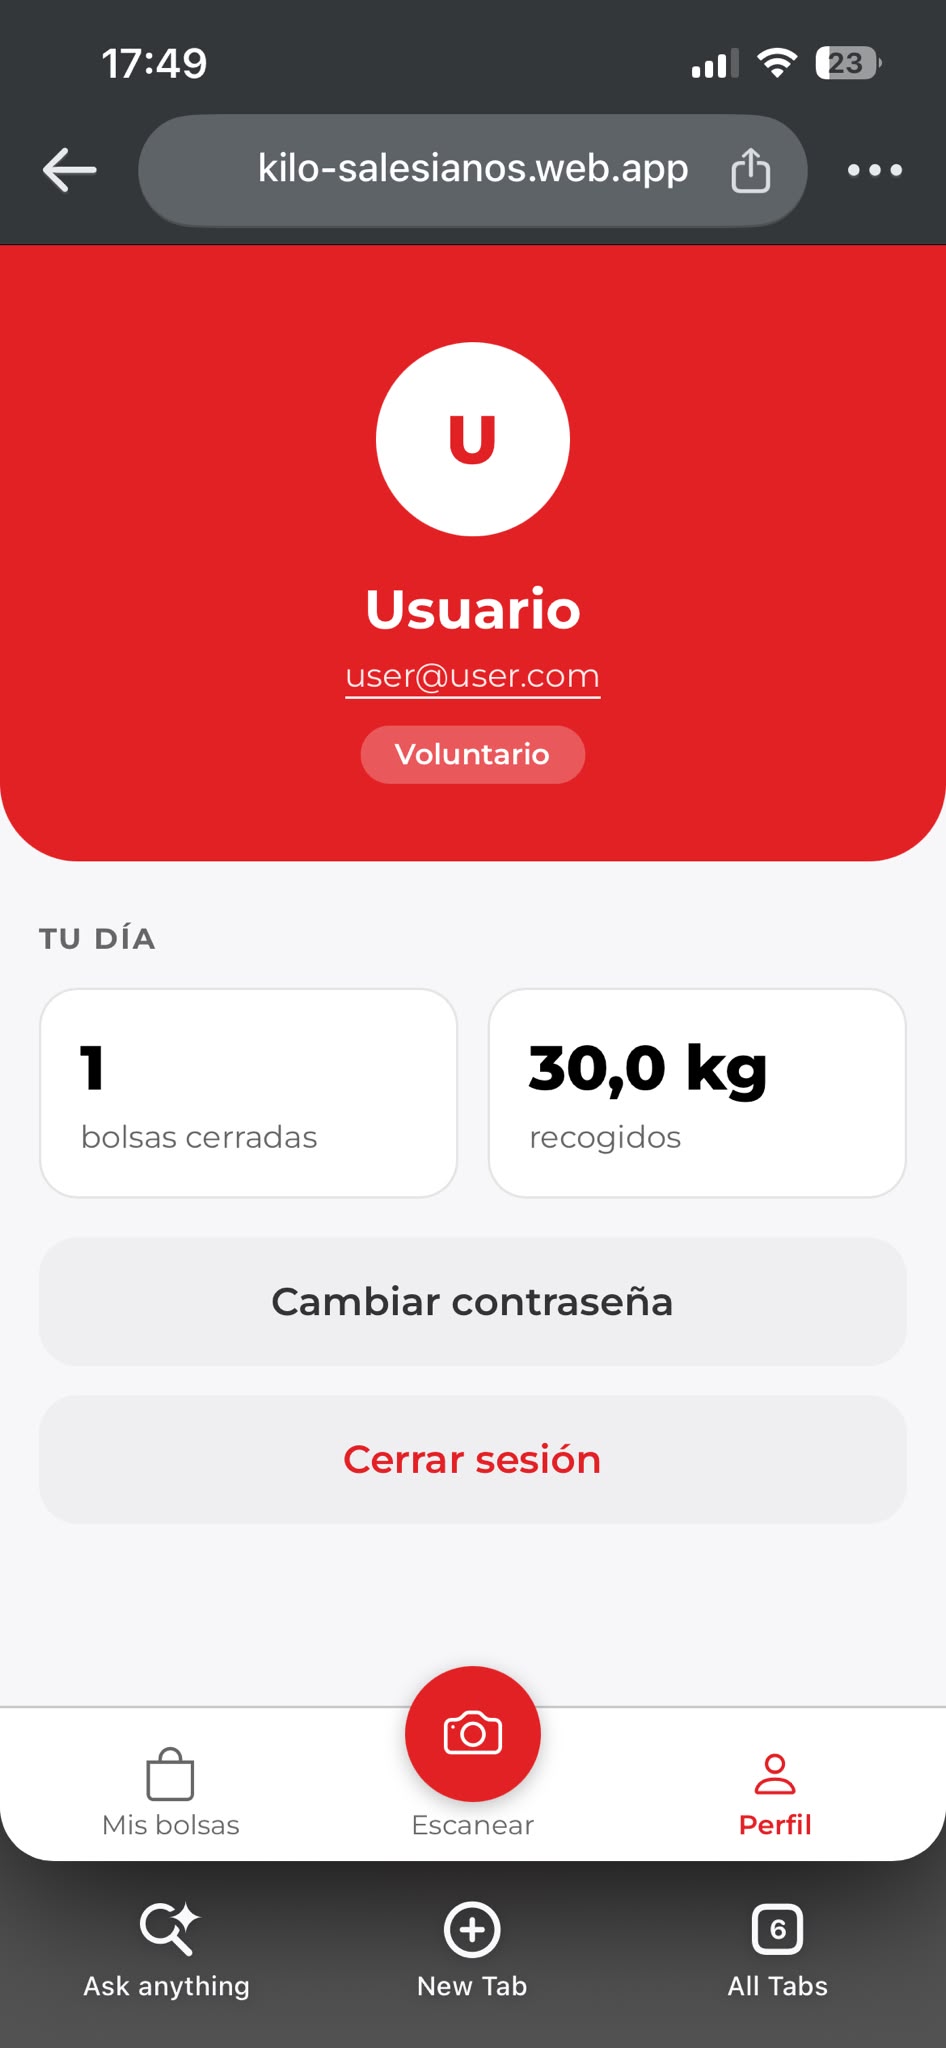 17:49
23
kilo-salesianos.web.app
U
Usuario
user@user.com
Voluntario
TU DÍA
1
bolsas cerradas
30,0 kg
recogidos
Cambiar contraseña
Cerrar sesión
Mis bolsas
Escanear
Perfil
6
Ask anything
New Tab
All Tabs